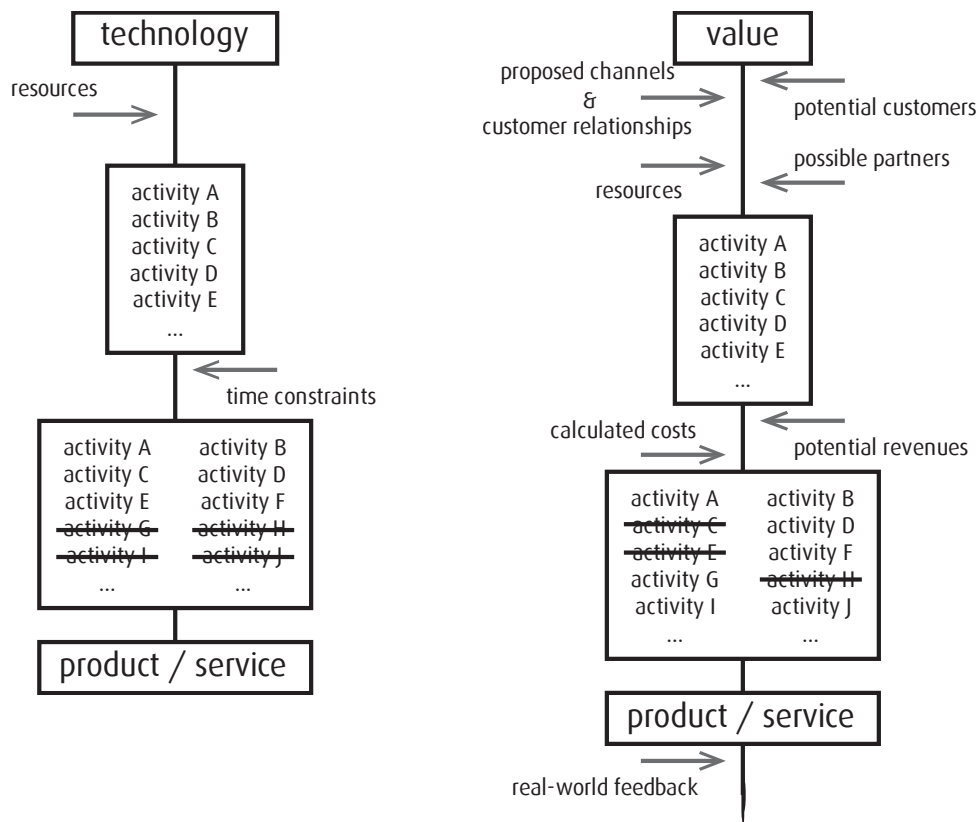 technology
resources
activity A
activity B
activity C
activity D
activity E
...
time constraints
activity A
activity C
activity E
activity G
activity I
...
activity B
activity D
activity F
activity H
activity J
...
product / service
value
proposed channels
&
customer relationships
potential customers
resources
possible partners
activity A
activity B
activity C
activity D
activity E
...
calculated costs
potential revenues
activity A
activity C
activity E
activity G
activity I
...
activity B
activity D
activity F
activity H
activity J
...
product / service
real-world feedback